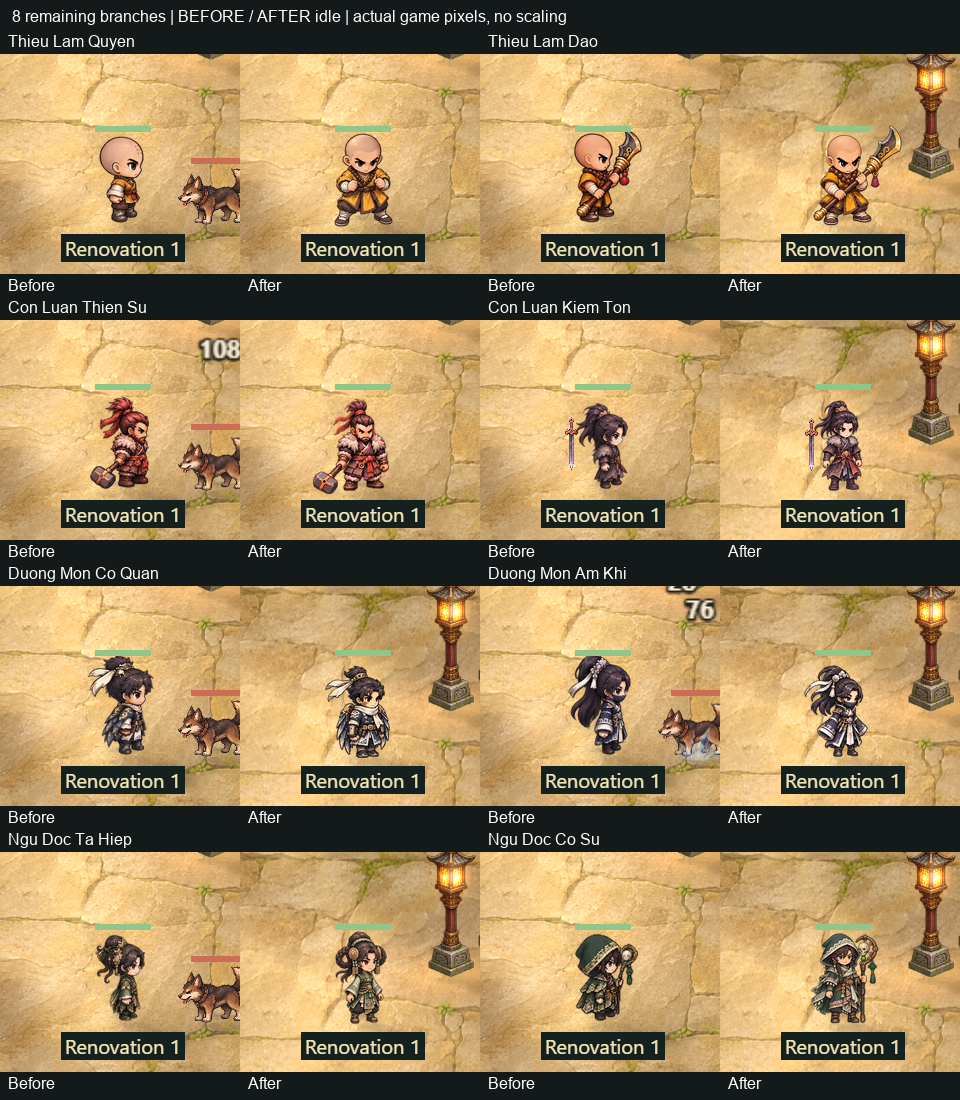 8 remaining branches | BEFORE / AFTER idle | actual game pixels, no scaling
Thieu Lam Quyen
Thieu Lam Dao
Renovation 1
Renovation 1
Renovation 1
Renovation 1
Before
After
Before
After
Con Luan Thien Su
Con Luan Kiem Ton
108
Renovation 1
Renovation 1
Renovation 1
Renovation 1
Before
After
Before
After
Duong Mon Co Quan
Duong Mon Am Khi
76
Renovation 1
Renovation 1
Renovation 1
Renovation 1
Before
After
Before
After
Ngu Doc Ta Hiep
Ngu Doc Co Su
Renovation 1
Renovation 1
Renovation 1
Renovation 1
Before
After
Before
After